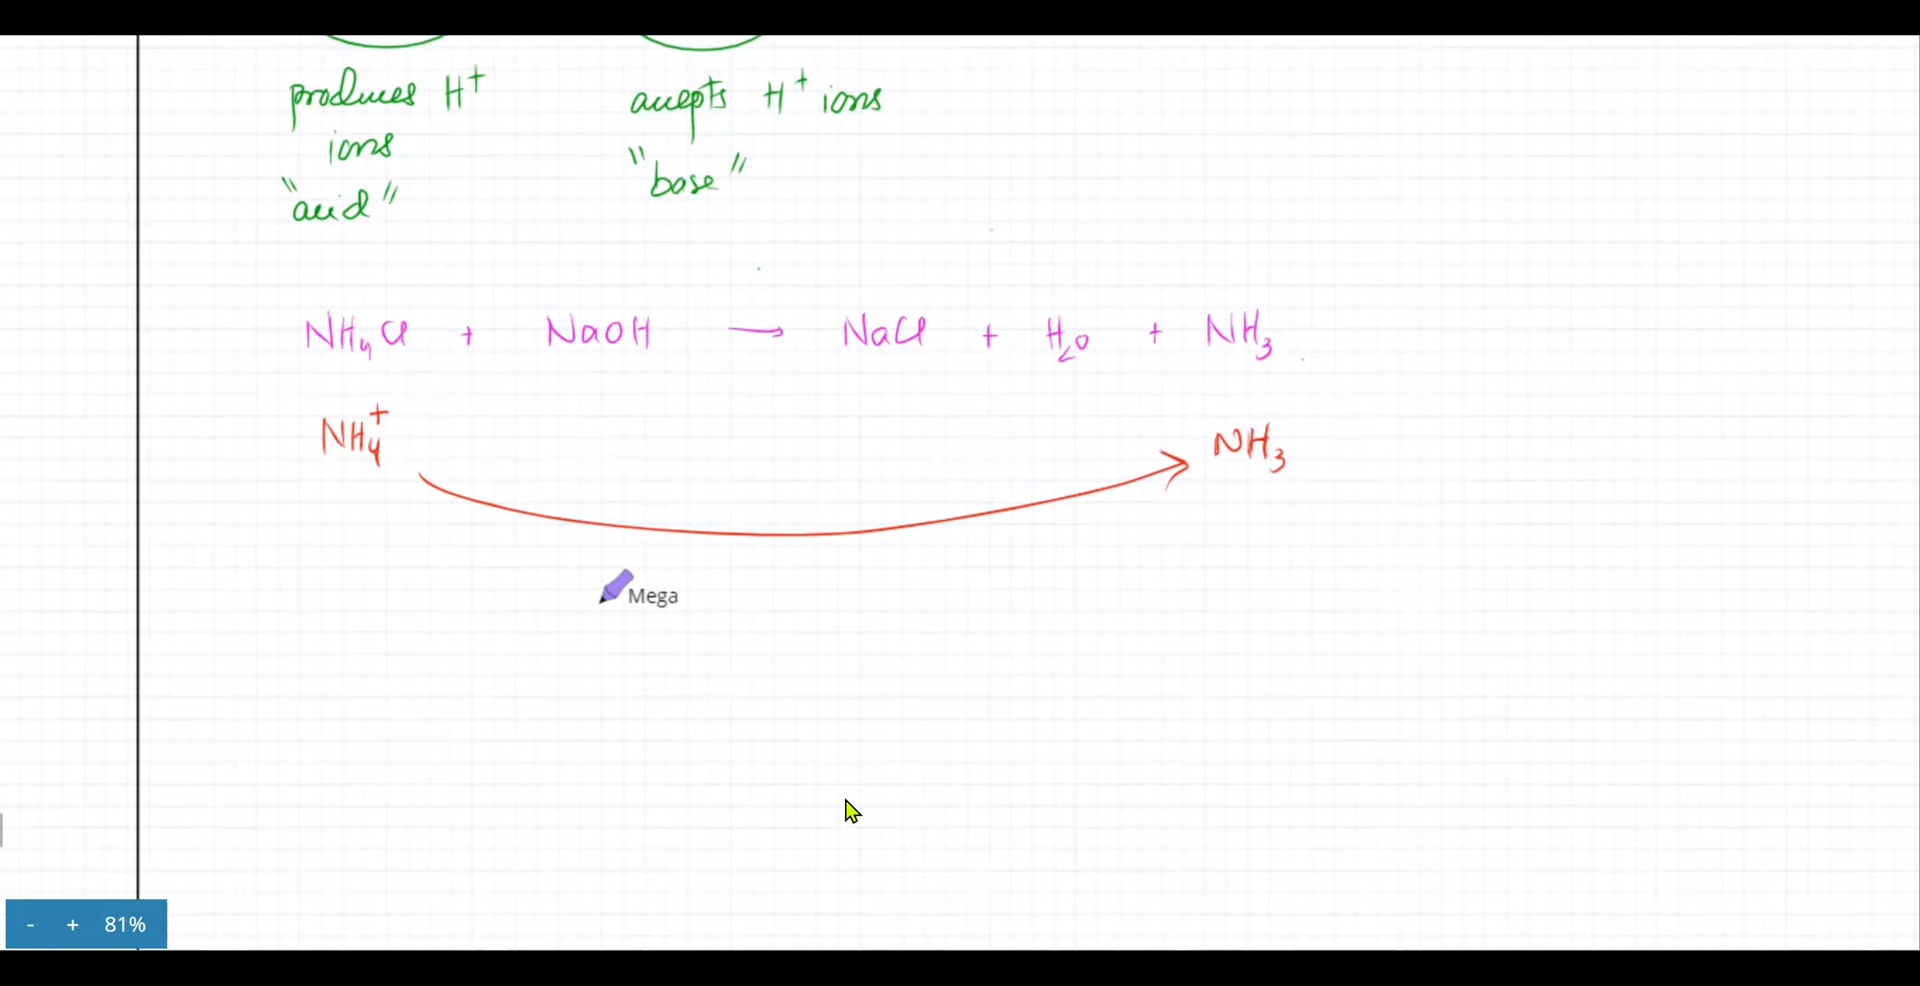 produces H⁺ accepts H⁺ ions
ions
"acid" "base"
NH₄Cl + NaOH → NaCl + H₂O + NH₃
NH₄⁺ NH₃
Mega
- + 81%